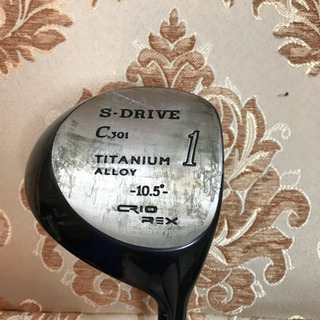 S-DRIVE
C301
TITANIUM 1
ALLOY
-10.5°-
CRIO
REX